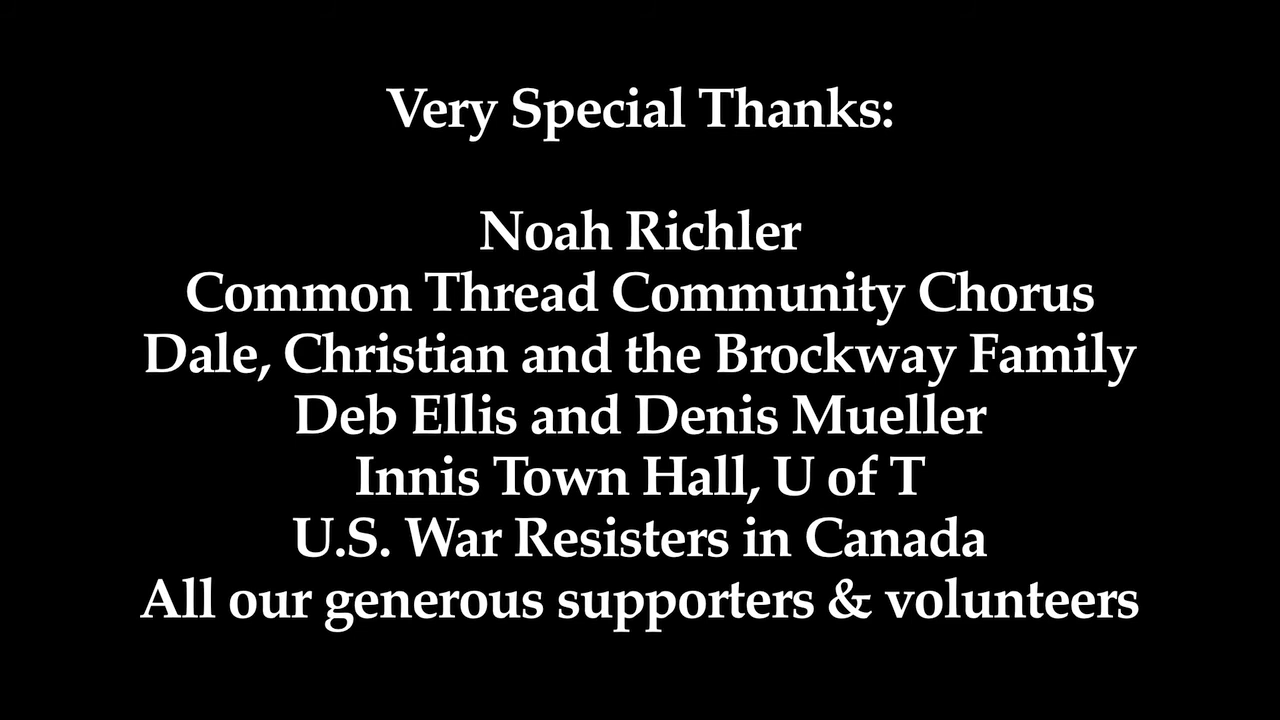 Very Special Thanks:
Noah Richler
Common Thread Community Chorus
Dale, Christian and the Brockway Family
Deb Ellis and Denis Mueller
Innis Town Hall, U of T
U.S. War Resisters in Canada
All our generous supporters & volunteers